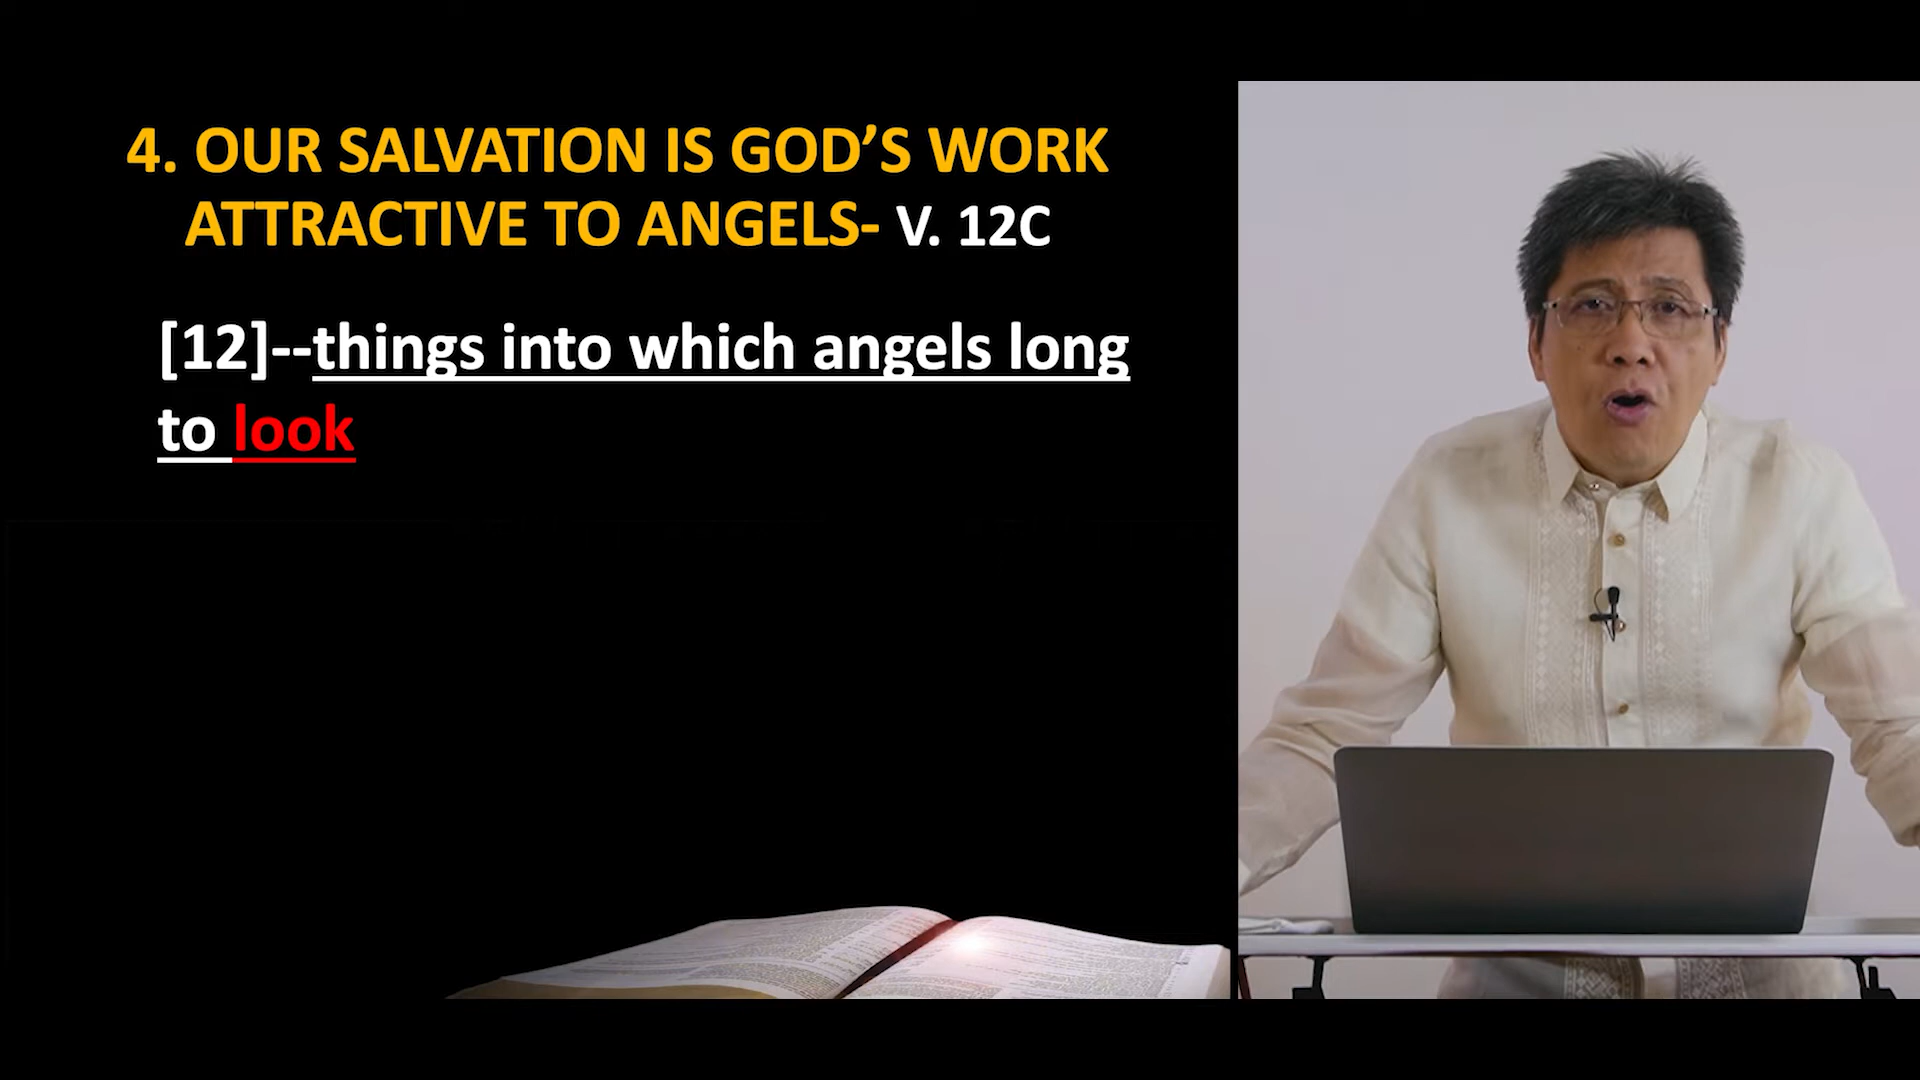 4. OUR SALVATION IS GOD’S WORK
ATTRACTIVE TO ANGELS- V. 12C
[12]--things into which angels long
to look